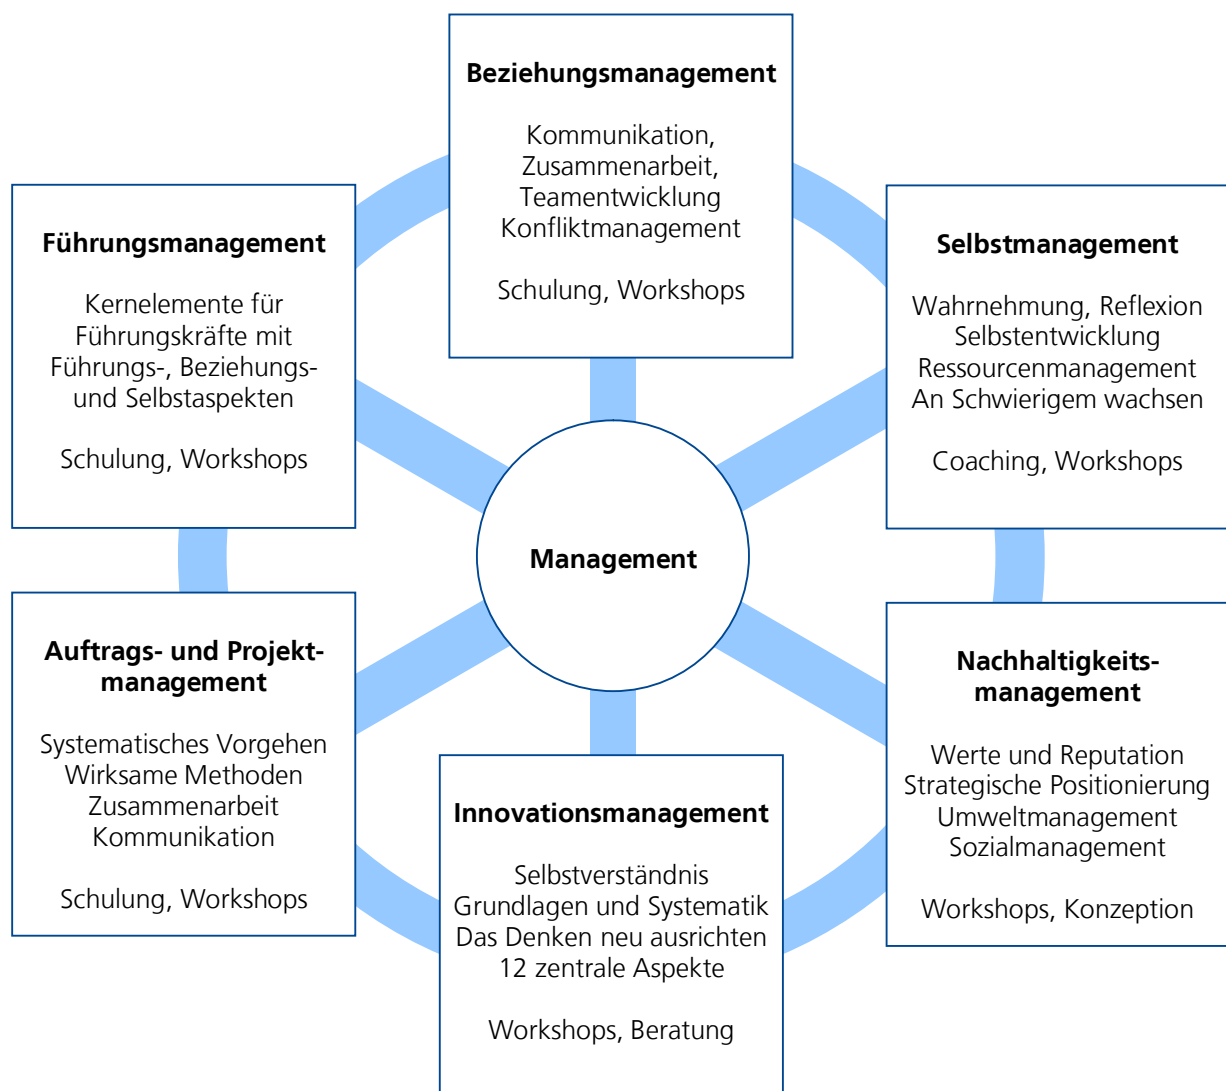 Beziehungsmanagement
Kommunikation,
Zusammenarbeit,
Teamentwicklung
Konfliktmanagement
Schulung, Workshops
Führungsmanagement
Kernelemente für
Führungskräfte mit
Führungs-, Beziehungs-
und Selbstaspekten
Schulung, Workshops
Selbstmanagement
Wahrnehmung, Reflexion
Selbstentwicklung
Ressourcenmanagement
An Schwierigem wachsen
Coaching, Workshops
Management
Auftrags- und Projekt-
management
Systematisches Vorgehen
Wirksame Methoden
Zusammenarbeit
Kommunikation
Schulung, Workshops
Nachhaltigkeits-
management
Werte und Reputation
Strategische Positionierung
Umweltmanagement
Sozialmanagement
Workshops, Konzeption
Innovationsmanagement
Selbstverständnis
Grundlagen und Systematik
Das Denken neu ausrichten
12 zentrale Aspekte
Workshops, Beratung